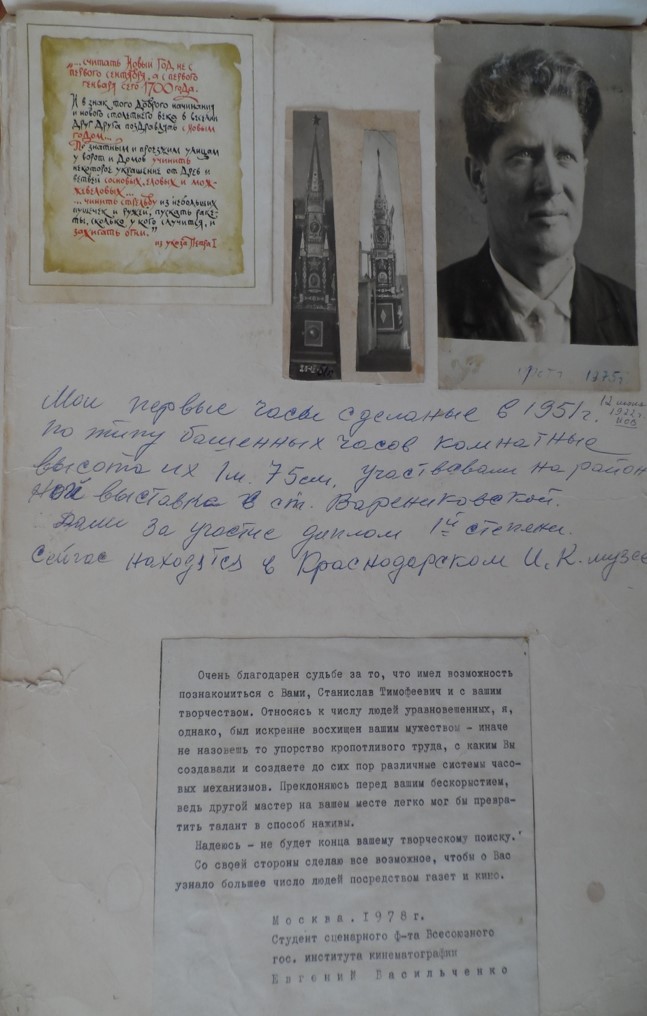 "...считать Новый Год не с
первого сентября, а с первого
генваря сего 1700 года.
И в знак того доброго начинания
и нового столетнего века в веселии
друг друга поздравлять с Новым
годом...
По знатным и проезжим улицам
у ворот и домов учинить
некоторое украшение от древ и
ветвей сосновых, еловых и мож-
жевеловых...
... чинить стрельбу из небольших
пушечек и ружей, пускать раке-
ты, сколько у кого случится, и
зажигать огни."
из указа Петра I
1975г
12 июня
1922г.
Мои первые часы сделаные в 1951г.
по типу башенных часов комнатные
высота их 1м. 75см. участвовали на район
ной выставке в ст. Варениковской.
Дали за участие диплом 1й степени.
Сейчас находятся в Краснодарском И.К. музее
Очень благодарен судьбе за то, что имел возможность
познакомиться с Вами, Станислав Тимофеевич и с вашим
творчеством. Относясь к числу людей уравновешенных, я,
однако, был искренне восхищен вашим мужеством - иначе
не назовешь то упорство кропотливого труда, с каким Вы
создавали и создаете до сих пор различные системы часо-
вых механизмов. Преклоняюсь перед вашим бескорыстием,
ведь другой мастер на вашем месте легко мог бы превра-
тить талант в способ наживы.
Надеюсь - не будет конца вашему творческому поиску.
Со своей стороны сделаю все возможное, чтобы о Вас
узнало большее число людей посредством газет и кино.
Москва. 1978г.
Студент сценарного ф-та Всесоюзного
гос. института кинематографии
Евгений Васильченко